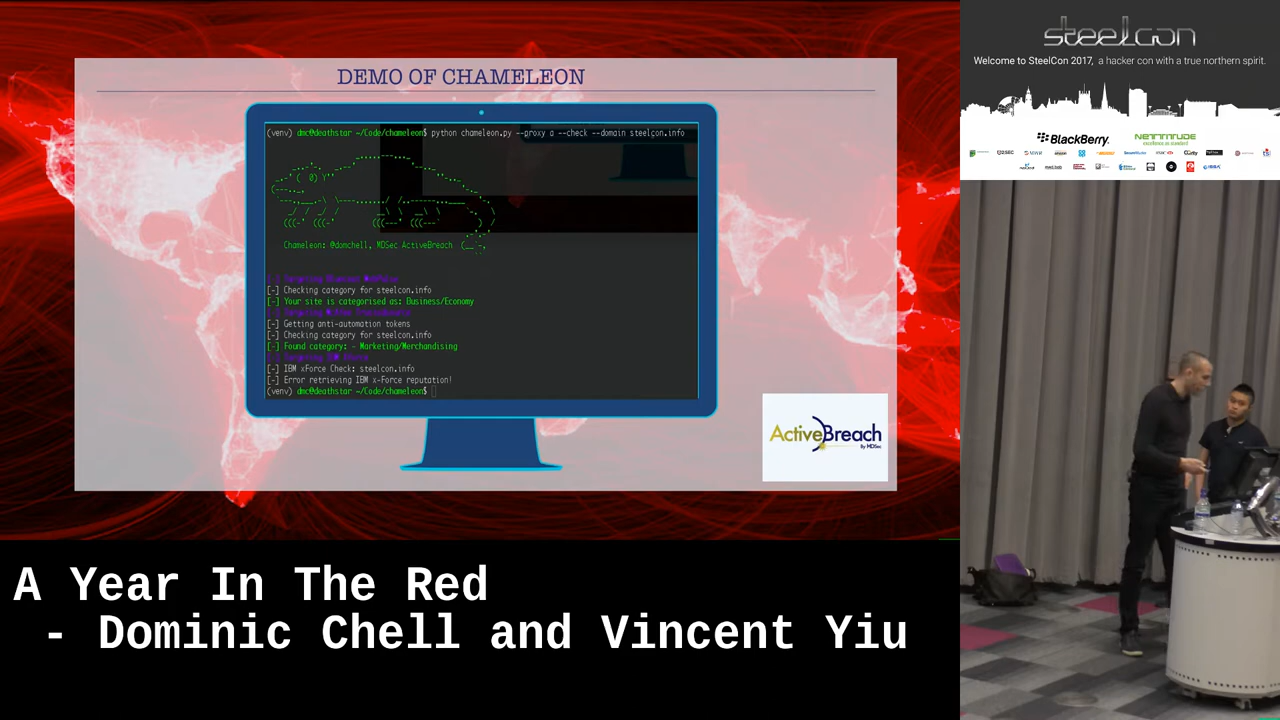 DEMO OF CHAMELEON
(venv) dmc@deathstar ~/Code/chameleon$ python chameleon.py --proxy a --check --domain steelcon.info
Chameleon: @domchell, MDSec ActiveBreach
[-] Checking category for steelcon.info
[-] Your site is categorised as: Business/Economy
[-] Getting anti-automation tokens
[-] Checking category for steelcon.info
[-] Found category: - Marketing/Merchandising
[-] IBM xForce Check: steelcon.info
[-] Error retrieving IBM x-Force reputation!
(venv) dmc@deathstar ~/Code/chameleon$
ActiveBreach
By MDSec
A Year In The Red
- Dominic Chell and Vincent Yiu
steelcon
Welcome to SteelCon 2017, a hacker con with a true northern spirit.
BlackBerry
NETTITUDE